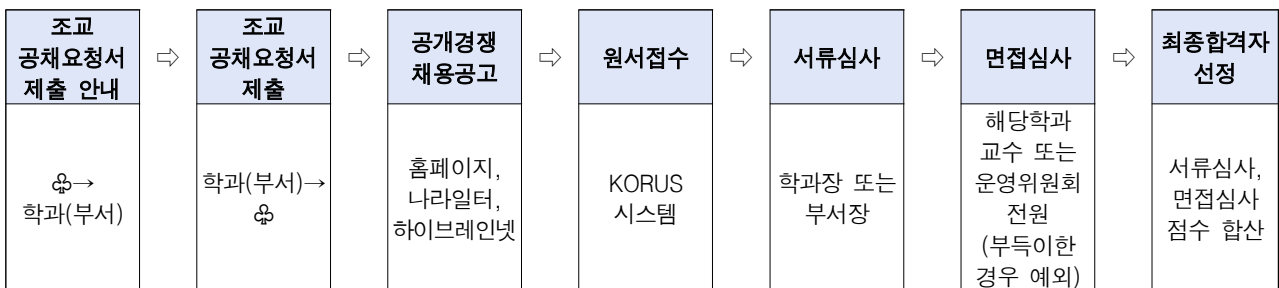 조교
공채요청서
제출 안내
⇨
조교
공채요청서
제출
⇨
공개경쟁
채용공고
⇨
원서접수
⇨
서류심사
⇨
면접심사
⇨
최종합격자
선정
♧→
학과(부서)
학과(부서)→
♧
홈페이지,
나라일터,
하이브레인넷
KORUS
시스템
학과장 또는
부서장
해당학과
교수 또는
운영위원회
전원
(부득이한
경우 예외)
서류심사,
면접심사
점수 합산